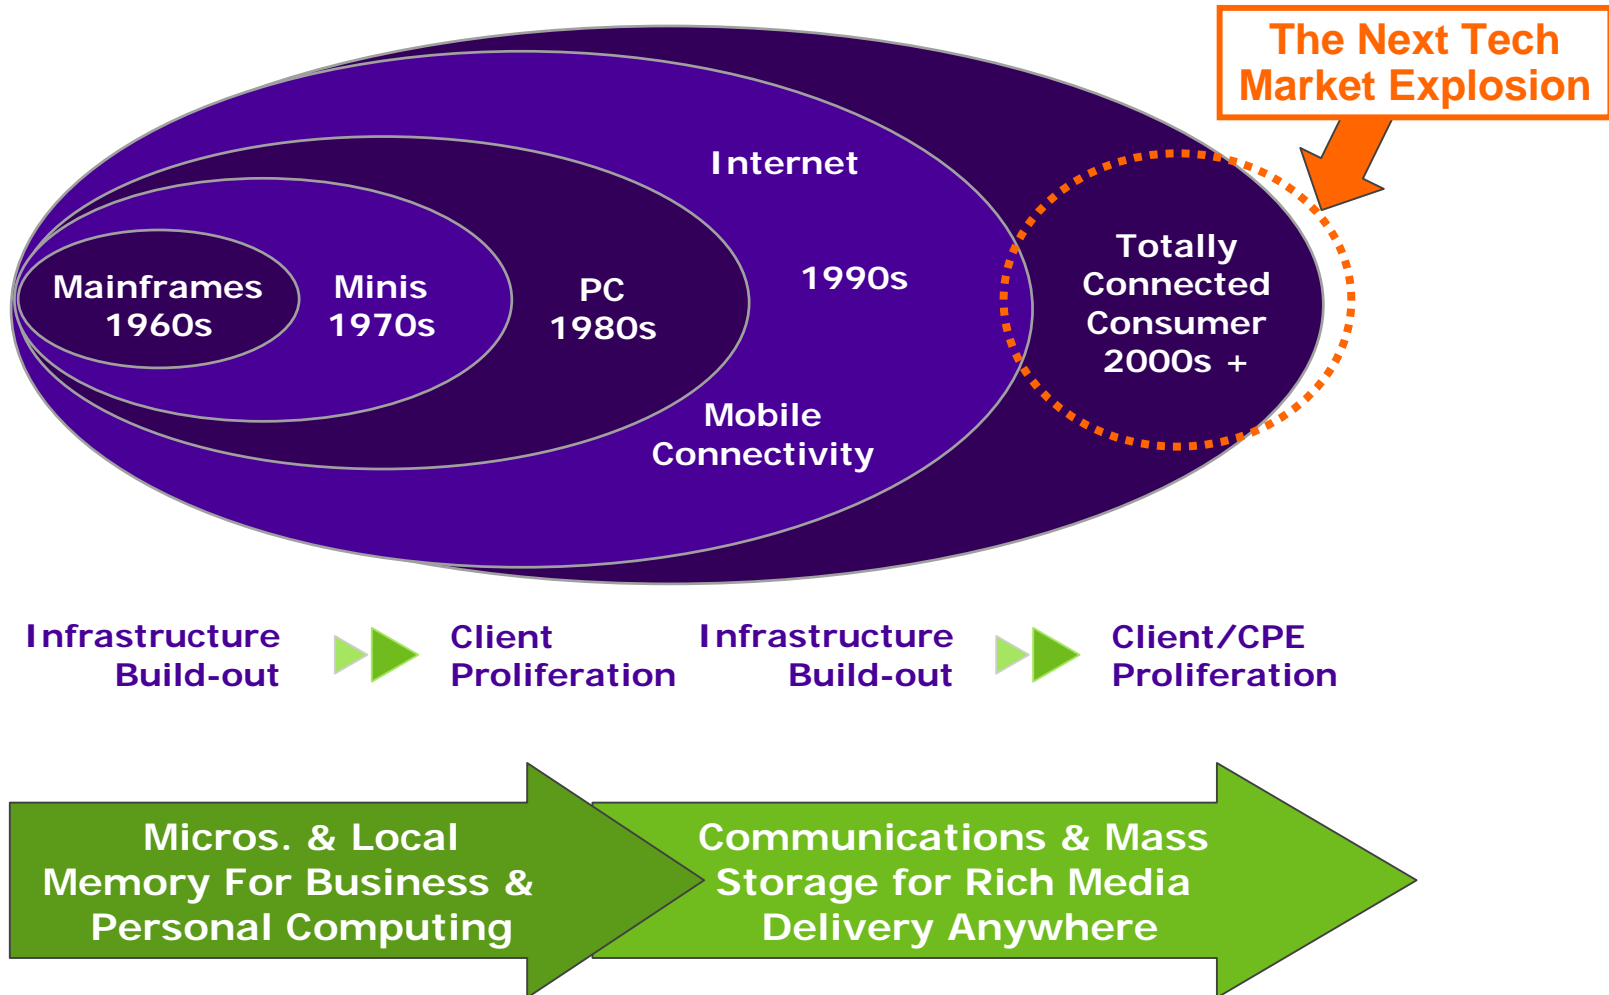 The Next Tech
Market Explosion
Internet
Mainframes
1960s
Minis
1970s
PC
1980s
1990s
Totally
Connected
Consumer
2000s +
Mobile
Connectivity
Infrastructure
Build-out
Client
Proliferation
Infrastructure
Build-out
Client/CPE
Proliferation
Micros. & Local
Memory For Business &
Personal Computing
Communications & Mass
Storage for Rich Media
Delivery Anywhere